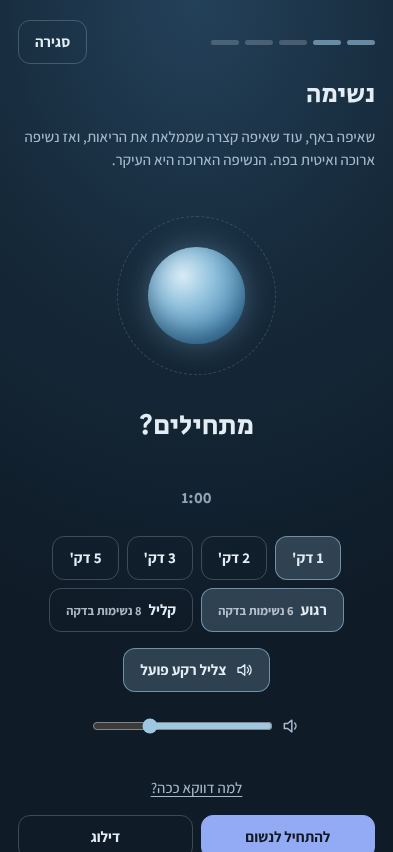 סגירה
נשימה
שאיפה באף, עוד שאיפה קצרה שממלאת את הריאות, ואז נשיפה
ארוכה ואיטית בפה. הנשיפה הארוכה היא העיקר.
מתחילים?
1:00
1 דק' 2 דק' 3 דק' 5 דק'
רגוע 6 נשימות בדקה קליל 8 נשימות בדקה
צליל רקע פועל
למה דווקא ככה?
להתחיל לנשום דילוג